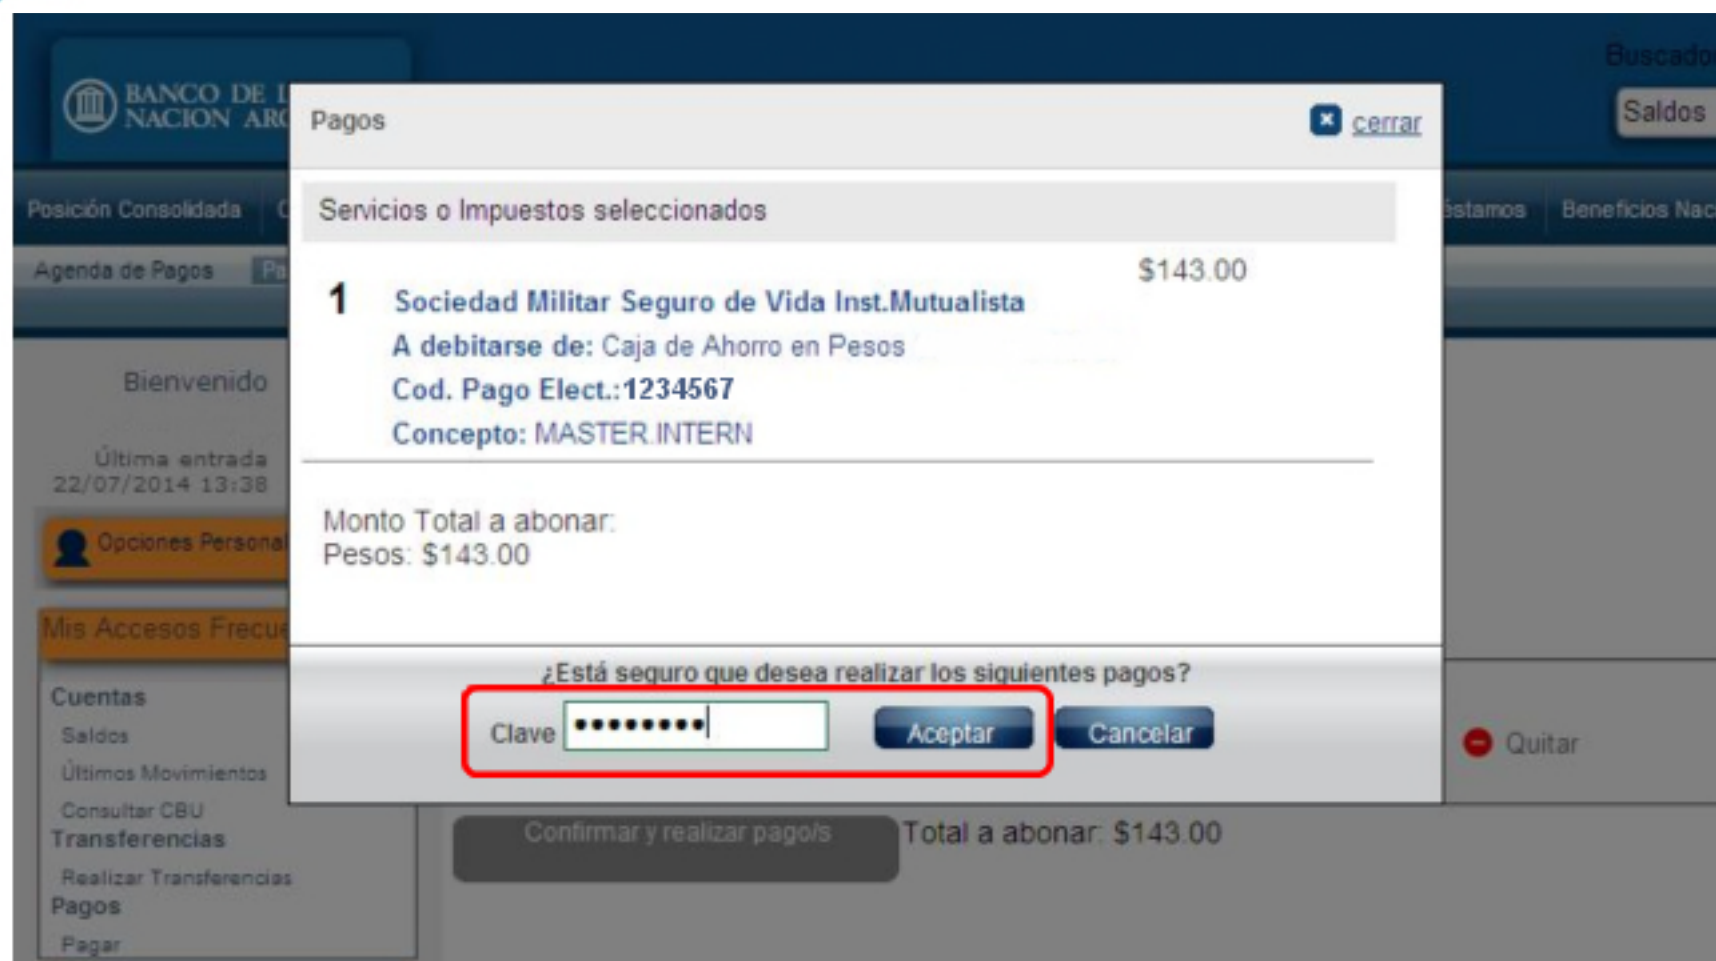 Buscador
BANCO DE L
NACION ARG
Saldos
Pagos
cerrar
Posición Consolidada
Servicios o Impuestos seleccionados
éstamos
Beneficios Nac
Agenda de Pagos
Pa
$143.00
1
Sociedad Militar Seguro de Vida Inst.Mutualista
A debitarse de: Caja de Ahorro en Pesos
Cod. Pago Elect.:1234567
Concepto: MASTER.INTERN
Bienvenido
Última entrada
22/07/2014 13:38
Opciones Personal
Monto Total a abonar:
Pesos: $143.00
Mis Accesos Frecue
Cuentas
Saldos
Últimos Movimientos
Consultar CBU
Transferencias
Realizar Transferencias
Pagos
Pagar
¿Está seguro que desea realizar los siguientes pagos?
Clave ••••••••
Aceptar
Cancelar
Quitar
Confirmar y realizar pago/s
Total a abonar: $143.00